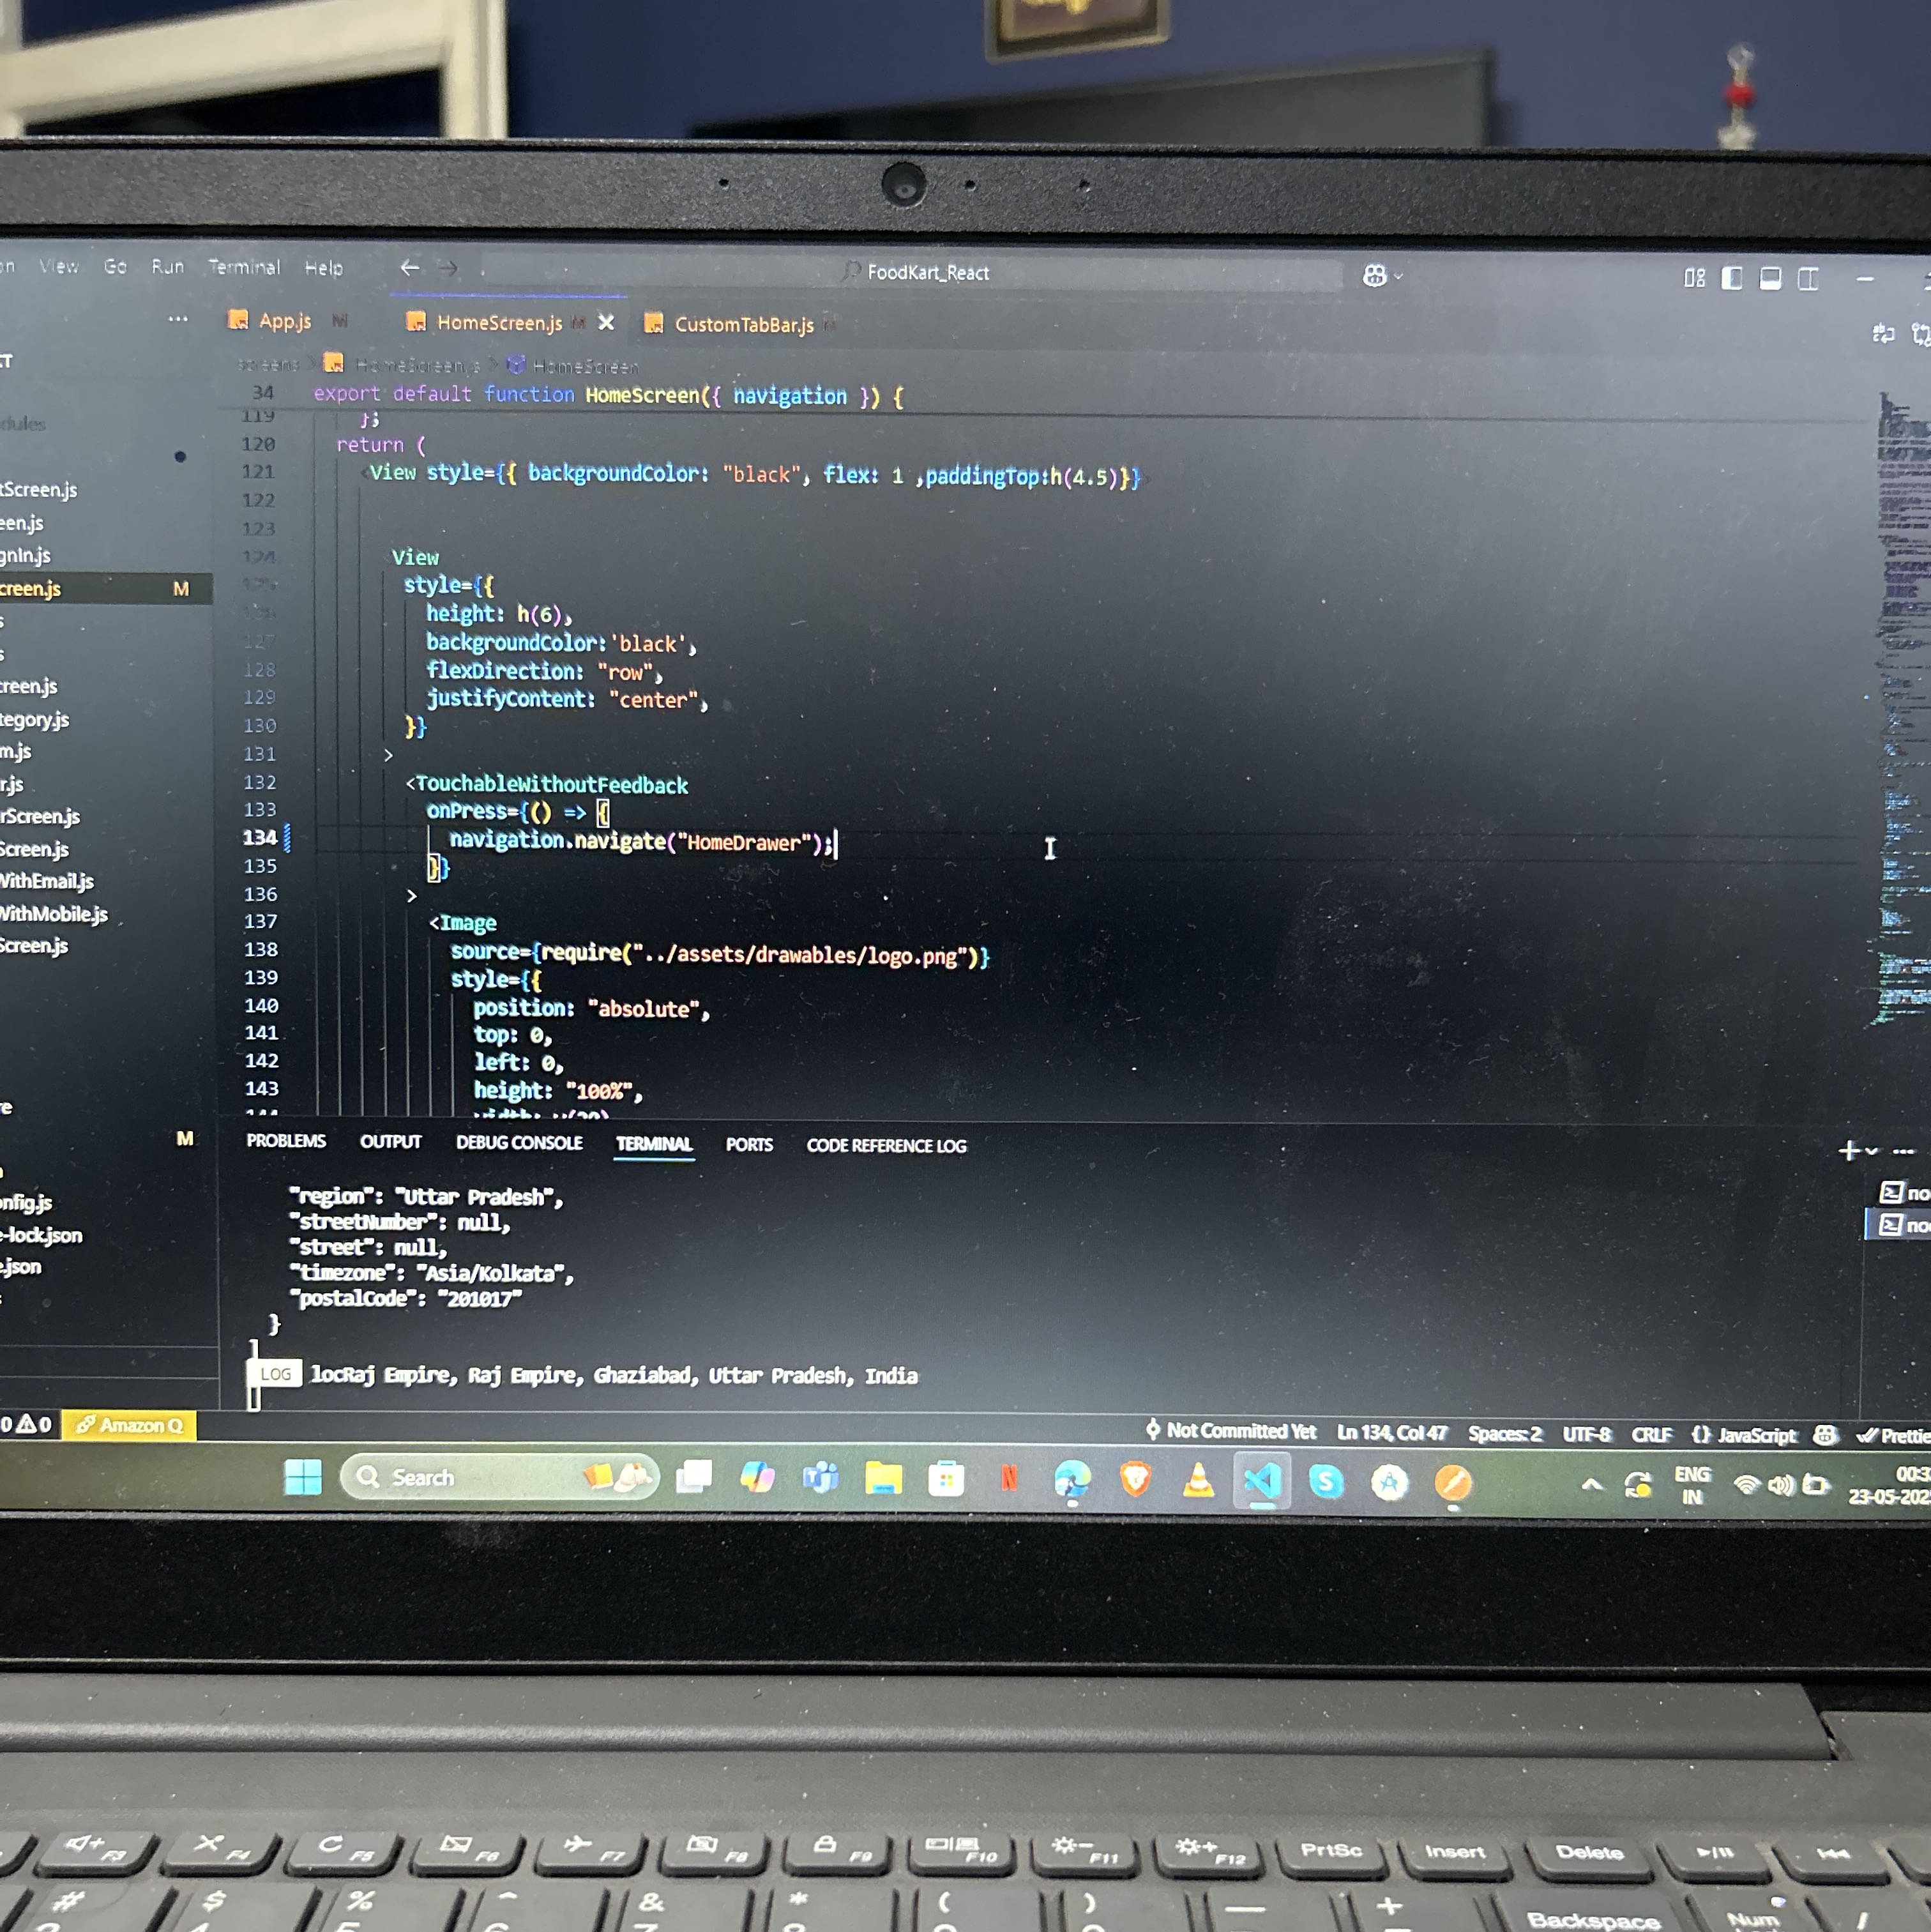 View Go Run Terminal Help FoodKart_React
App.js M HomeScreen.js M CustomTabBar.js M
screens > HomeScreen.js > HomeScreen
34 export default function HomeScreen({ navigation }) {
119 };
120 return (
121 <View style={{ backgroundColor: "black", flex: 1 ,paddingTop:h(4.5)}}
122
123
124 View
125 style={{
126 height: h(6),
127 backgroundColor:'black',
128 flexDirection: "row",
129 justifyContent: "center",
130 }}
131 >
132 <TouchableWithoutFeedback
133 onPress={() => {
134 navigation.navigate("HomeDrawer");
135 }}
136 >
137 <Image
138 source={require("../assets/drawables/logo.png")}
139 style={{
140 position: "absolute",
141 top: 0,
142 left: 0,
143 height: "100%",
dules
tScreen.js
een.js
gnIn.js
creen.js M
creen.js
tegory.js
m.js
r.js
rScreen.js
Screen.js
WithEmail.js
WithMobile.js
Screen.js
M
onfig.js
e-lock.json
e.json
PROBLEMS OUTPUT DEBUG CONSOLE TERMINAL PORTS CODE REFERENCE LOG
"region": "Uttar Pradesh",
"streetNumber": null,
"street": null,
"timezone": "Asia/Kolkata",
"postalCode": "201017"
}
]
LOG locRaj Empire, Raj Empire, Ghaziabad, Uttar Pradesh, India
0 0 Amazon Q Not Committed Yet Ln 134, Col 47 Spaces: 2 UTF-8 CRLF {} JavaScript Prettie
Search ENG 00:3
IN 23-05-202
F3 F4 F5 F6 F7 F8 F9 F10 F11 F12 PrtSc Insert Delete
# $ % ^ & * ( ) — + Backspace Num